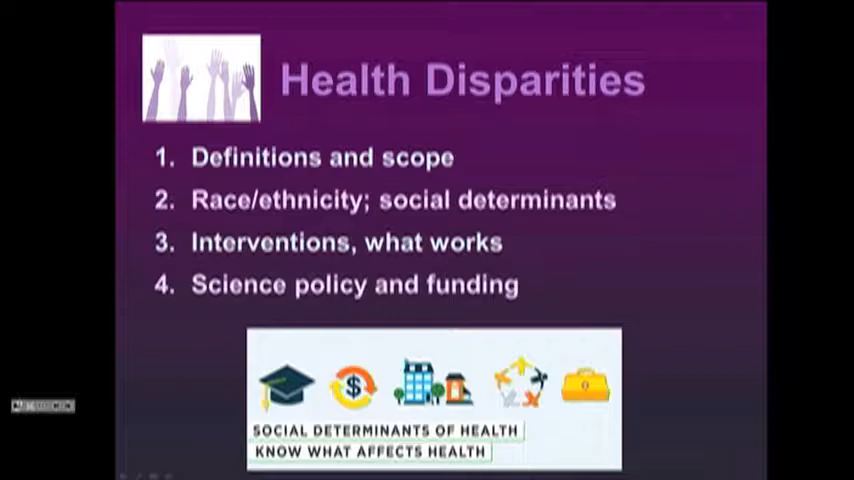 Health Disparities
1. Definitions and scope
2. Race/ethnicity; social determinants
3. Interventions, what works
4. Science policy and funding
$
SOCIAL DETERMINANTS OF HEALTH
KNOW WHAT AFFECTS HEALTH